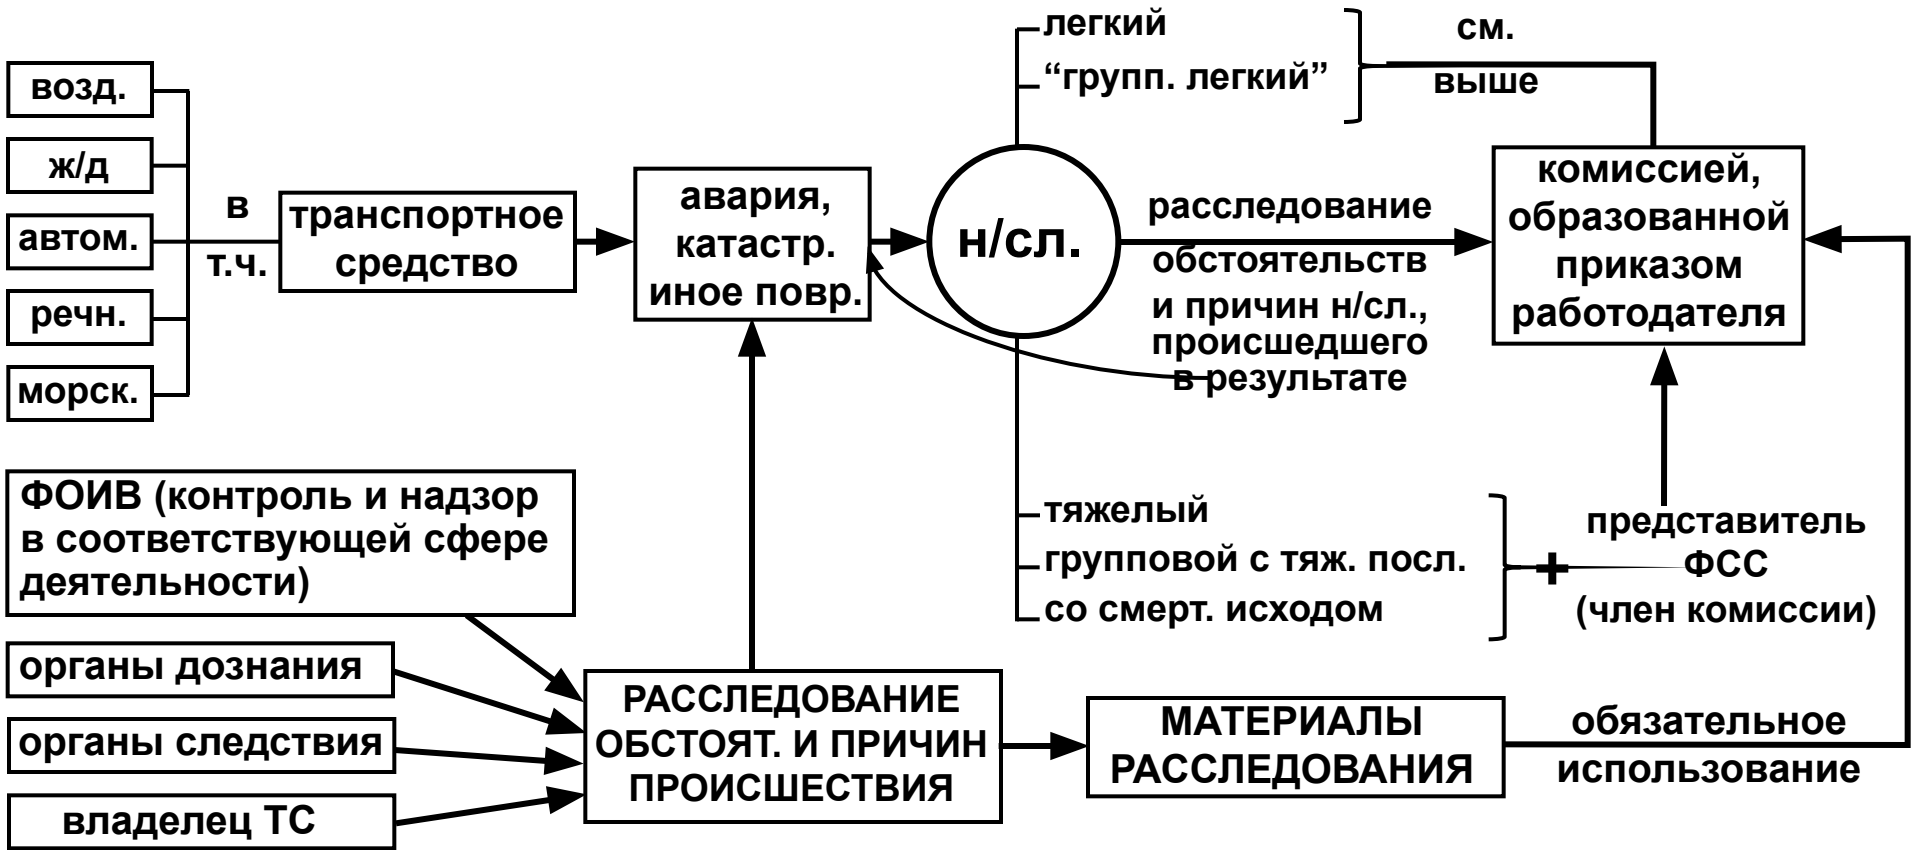 возд.
ж/д
автом.
речн.
морск.
в
т.ч.
транспортное
средство
авария,
катастр.
иное повр.
н/сл.
легкий
“групп. легкий”
см.
выше
расследование
обстоятельств
и причин н/сл.,
происшедшего
в результате
комиссией,
образованной
приказом
работодателя
тяжелый
групповой с тяж. посл.
со смерт. исходом
+
представитель
ФСС
(член комиссии)
ФОИВ (контроль и надзор
в соответствующей сфере
деятельности)
органы дознания
органы следствия
владелец ТС
РАССЛЕДОВАНИЕ
ОБСТОЯТ. И ПРИЧИН
ПРОИСШЕСТВИЯ
МАТЕРИАЛЫ
РАССЛЕДОВАНИЯ
обязательное
использование